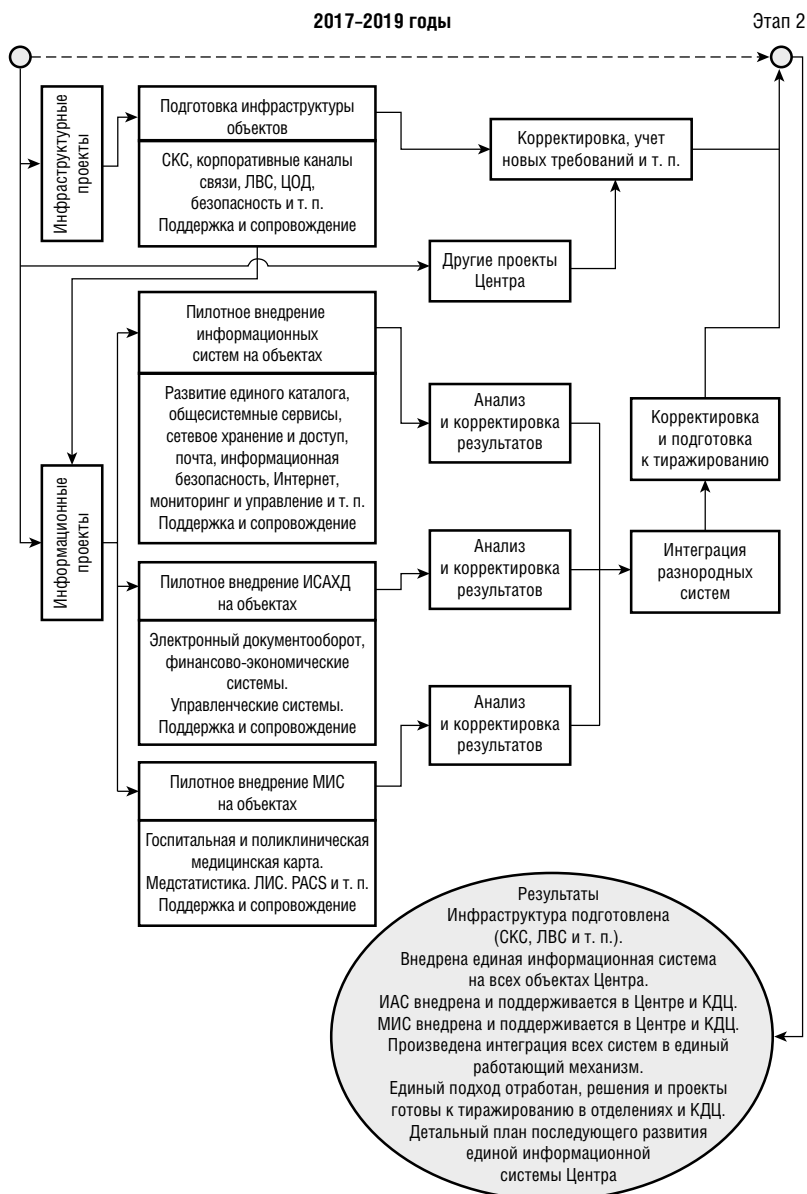 2017–2019 годы
Этап 2
Инфраструктурные
проекты
Подготовка инфраструктуры
объектов
СКС, корпоративные каналы
связи, ЛВС, ЦОД,
безопасность и т. п.
Поддержка и сопровождение
Корректировка, учет
новых требований и т. п.
Другие проекты
Центра
Информационные
проекты
Пилотное внедрение
информационных
систем на объектах
Развитие единого каталога,
общесистемные сервисы,
сетевое хранение и доступ,
почта, информационная
безопасность, Интернет,
мониторинг и управление и т. п.
Поддержка и сопровождение
Анализ
и корректировка
результатов
Корректировка
и подготовка
к тиражированию
Пилотное внедрение ИСАХД
на объектах
Электронный документооборот,
финансово-экономические
системы.
Управленческие системы.
Поддержка и сопровождение
Анализ
и корректировка
результатов
Интеграция
разнородных
систем
Пилотное внедрение МИС
на объектах
Госпитальная и поликлиническая
медицинская карта.
Медстатистика. ЛИС. PACS и т. п.
Поддержка и сопровождение
Анализ
и корректировка
результатов
Результаты
Инфраструктура подготовлена
(СКС, ЛВС и т. п.).
Внедрена единая информационная система
на всех объектах Центра.
ИАС внедрена и поддерживается в Центре и КДЦ.
МИС внедрена и поддерживается в Центре и КДЦ.
Произведена интеграция всех систем в единый
работающий механизм.
Единый подход отработан, решения и проекты
готовы к тиражированию в отделениях и КДЦ.
Детальный план последующего развития
единой информационной
системы Центра